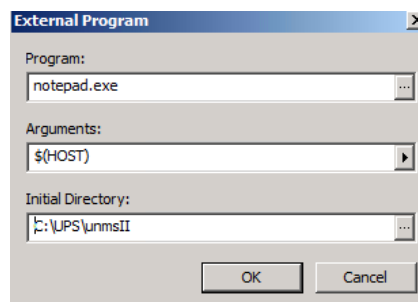 External Program
Program:
notepad.exe
...
Arguments:
$(HOST)
Initial Directory:
C:\UPS\unmsII
...
OK Cancel